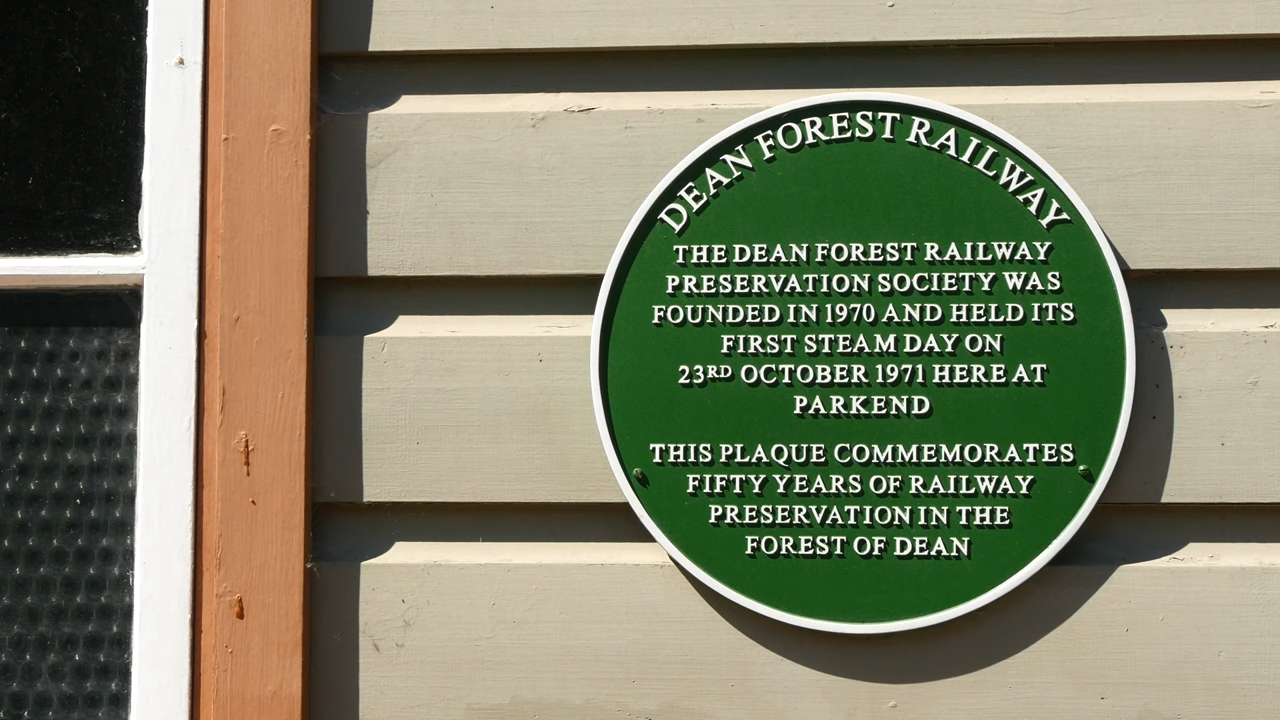 DEAN FOREST RAILWAY
THE DEAN FOREST RAILWAY
PRESERVATION SOCIETY WAS
FOUNDED IN 1970 AND HELD ITS
FIRST STEAM DAY ON
23RD OCTOBER 1971 HERE AT
PARKEND
THIS PLAQUE COMMEMORATES
FIFTY YEARS OF RAILWAY
PRESERVATION IN THE
FOREST OF DEAN